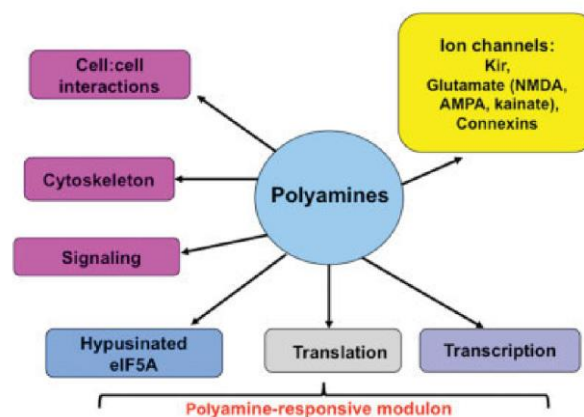 Cell:cell
interactions
Ion channels:
Kir,
Glutamate (NMDA,
AMPA, kainate),
Connexins
Cytoskeleton
Polyamines
Signaling
Hypusinated
eIF5A
Translation
Transcription
Polyamine-responsive modulon